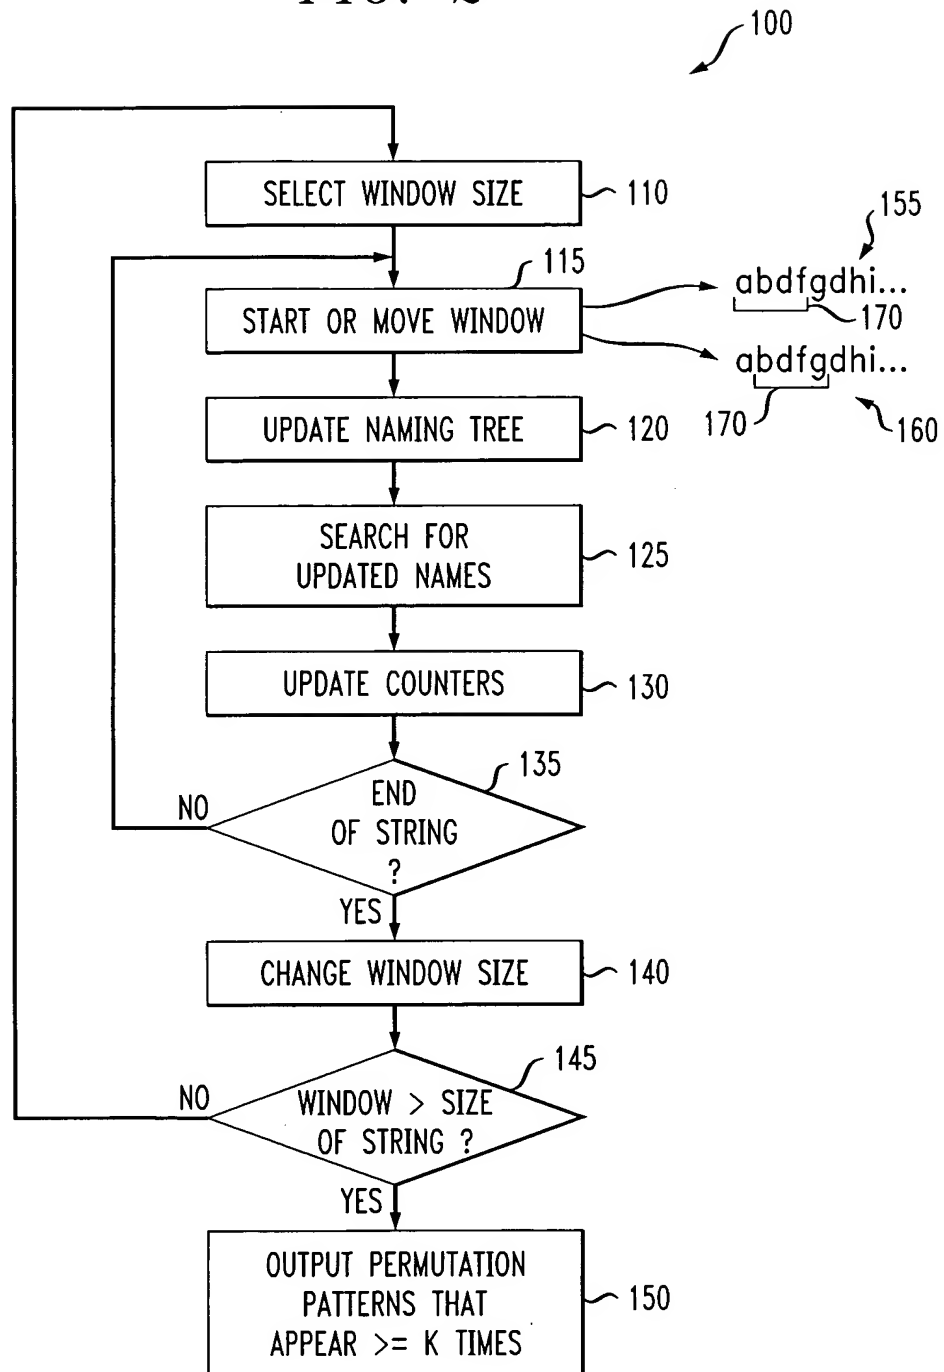 FIG. 2
100
SELECT WINDOW SIZE
110
155
115
abdfgdhi...
START OR MOVE WINDOW
170
abdfgdhi...
UPDATE NAMING TREE
120
170
160
SEARCH FOR
UPDATED NAMES
125
UPDATE COUNTERS
130
135
NO
END
OF STRING
?
YES
CHANGE WINDOW SIZE
140
145
NO
WINDOW > SIZE
OF STRING ?
YES
OUTPUT PERMUTATION
PATTERNS THAT
APPEAR >= K TIMES
150